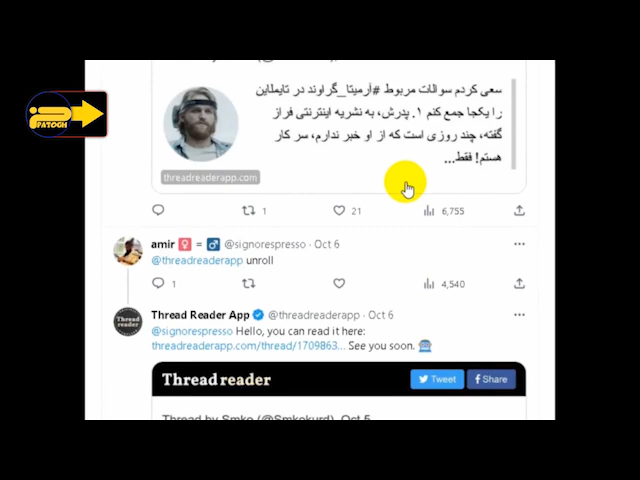 سعی کردم سوالات مربوط #آرمیتا_گراوند در تایملاین
را یکجا جمع کنم ۱. پدرش، به نشریه اینترنتی فراز
گفته، چند روزی است که از او خبر ندارم، سر کار
هستم! فقط...
threadreaderapp.com
1 21 6,755
PATOGH
amir = @signorespresso · Oct 6
@threadreaderapp unroll
1 4,540
Thread Reader App @threadreaderapp · Oct 6
@signorespresso Hello, you can read it here:
threadreaderapp.com/thread/1709863... See you soon.
Thread reader
Thread reader Tweet Share
Thread by Smko (@Smkokurd), Oct 5